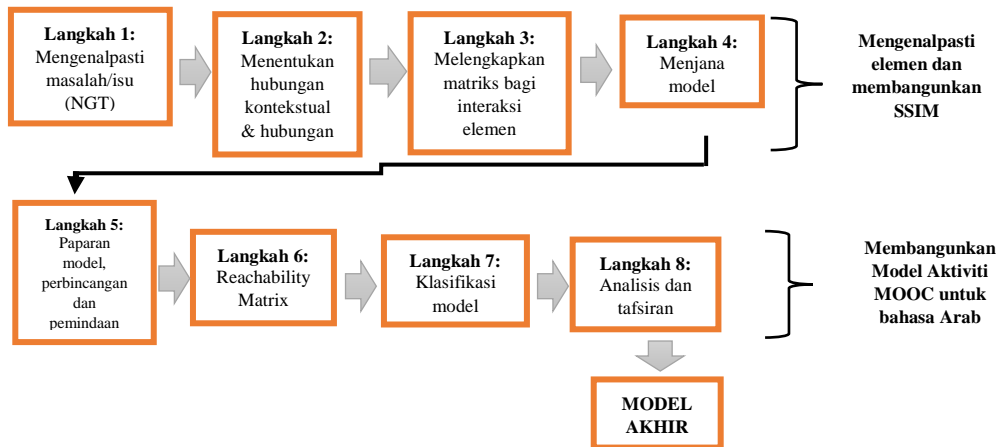 Langkah 1:
Mengenalpasti
masalah/isu
(NGT)
Langkah 2:
Menentukan
hubungan
kontekstual
& hubungan
Langkah 3:
Melengkapkan
matriks bagi
interaksi
elemen
Langkah 4:
Menjana
model
Mengenalpasti
elemen dan
membangunkan
SSIM
Langkah 5:
Paparan
model,
perbincangan
dan
pemindaan
Langkah 6:
Reachability
Matrix
Langkah 7:
Klasifikasi
model
Langkah 8:
Analisis dan
tafsiran
Membangunkan
Model Aktiviti
MOOC untuk
bahasa Arab
MODEL
AKHIR